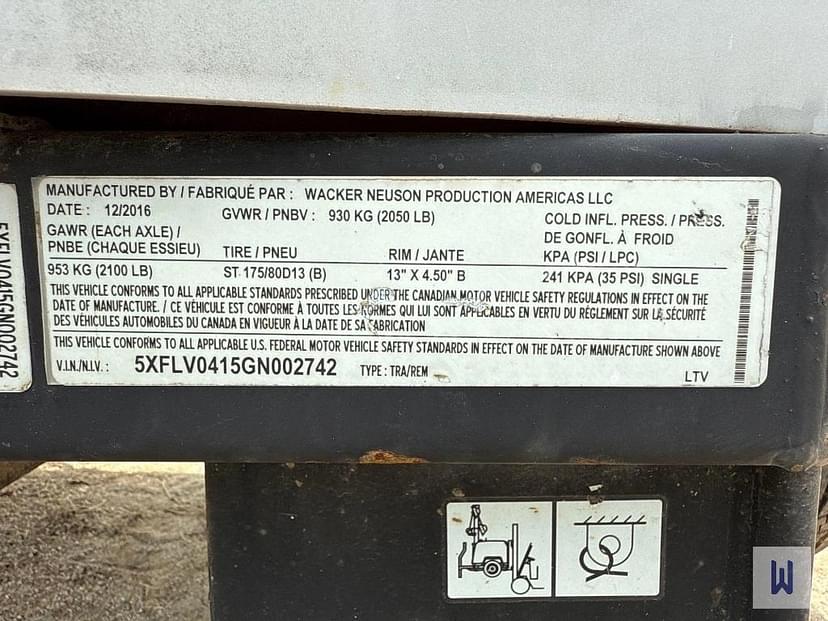 MANUFACTURED BY / FABRIQUÉ PAR : WACKER NEUSON PRODUCTION AMERICAS LLC
DATE : 12/2016 GVWR / PNBV : 930 KG (2050 LB) COLD INFL. PRESS. / PRESS.
GAWR (EACH AXLE) / DE GONFL. À FROID
PNBE (CHAQUE ESSIEU) TIRE / PNEU RIM / JANTE KPA (PSI / LPC)
953 KG (2100 LB) ST 175/80D13 (B) 13" X 4.50" B 241 KPA (35 PSI) SINGLE
THIS VEHICLE CONFORMS TO ALL APPLICABLE STANDARDS PRESCRIBED UNDER THE CANADIAN MOTOR VEHICLE SAFETY REGULATIONS IN EFFECT ON THE
DATE OF MANUFACTURE. / CE VÉHICULE EST CONFORME À TOUTES LES NORMES QUI LUI SONT APPLICABLES EN VERTU DU RÈGLEMENT SUR LA SÉCURITÉ
DES VÉHICULES AUTOMOBILES DU CANADA EN VIGUEUR À LA DATE DE SA FABRICATION
THIS VEHICLE CONFORMS TO ALL APPLICABLE U.S. FEDERAL MOTOR VEHICLE SAFETY STANDARDS IN EFFECT ON THE DATE OF MANUFACTURE SHOWN ABOVE
V.I.N./N.I.V. : 5XFLV0415GN002742 TYPE : TRA/REM LTV
5XFLV0415GN002742
W